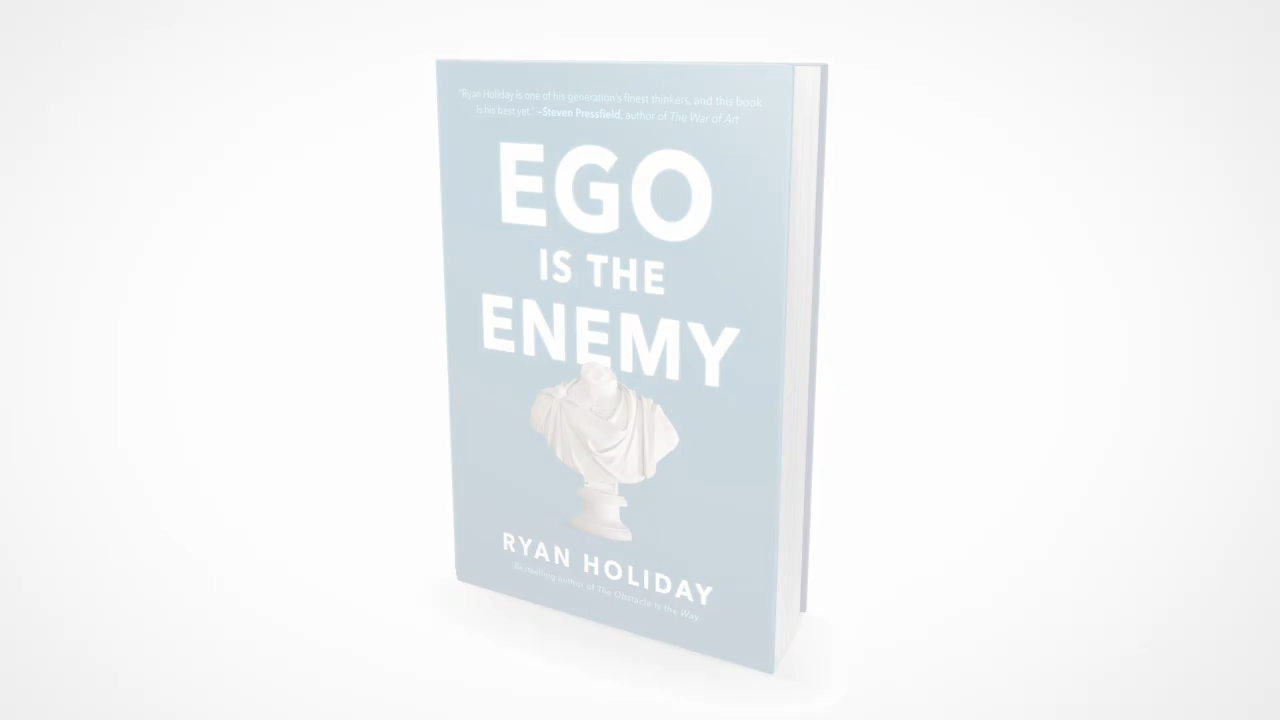 "Ryan Holiday is one of his generation's finest thinkers, and this book
is his best yet." –Steven Pressfield, author of The War of Art
EGO
IS THE
ENEMY
RYAN HOLIDAY
Bestselling author of The Obstacle Is the Way